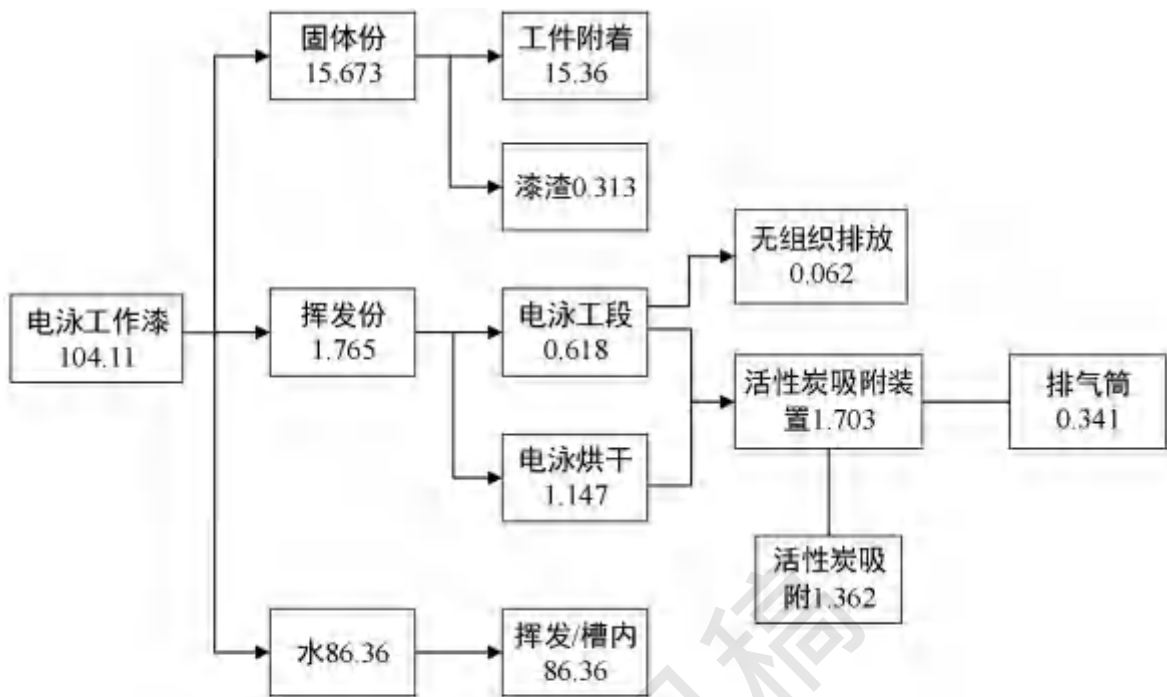 固体份
15.673
工件附着
15.36
漆渣0.313
无组织排放
0.062
电泳工作漆
104.11
挥发份
1.765
电泳工段
0.618
活性炭吸附装
置1.703
排气筒
0.341
电泳烘干
1.147
活性炭吸
附1.362
水86.36
挥发/槽内
86.36
稿